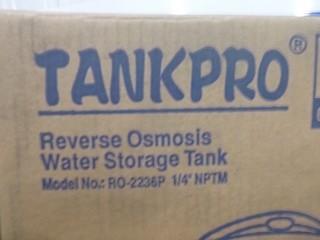 TANKPRO®
Reverse Osmosis
Water Storage Tank
Model No.: RO-2236P 1/4" NPTM